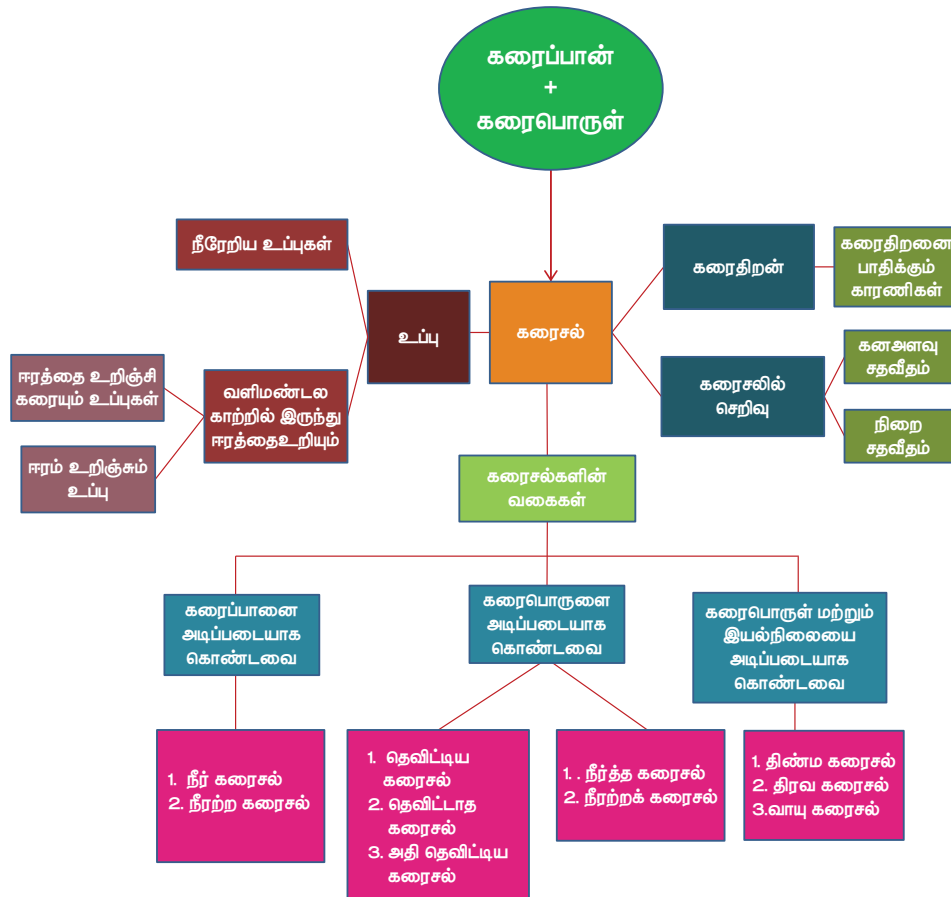 கரைப்பான்
+
கரைபொருள்
நீரேறிய உப்புகள்
கரைதிறன்
கரைதிறனை
பாதிக்கும்
காரணிகள்
உப்பு
கரைசல்
ஈரத்தை உறிஞ்சி
கரையும் உப்புகள்
வளிமண்டல
காற்றில் இருந்து
ஈரத்தைஉறியும்
கரைசலில்
செறிவு
கனஅளவு
சதவீதம்
நிறை
சதவீதம்
ஈரம் உறிஞ்சும்
உப்பு
கரைசல்களின்
வகைகள்
கரைப்பானை
அடிப்படையாக
கொண்டவை
கரைபொருளை
அடிப்படையாக
கொண்டவை
கரைபொருள் மற்றும்
இயல்நிலையை
அடிப்படையாக
கொண்டவை
1. நீர் கரைசல்
2. நீரற்ற கரைசல்
1. தெவிட்டிய
கரைசல்
2. தெவிட்டாத
கரைசல்
3. அதி தெவிட்டிய
கரைசல்
1. . நீர்த்த கரைசல்
2. நீரற்றக் கரைசல்
1. திண்ம கரைசல்
2. திரவ கரைசல்
3.வாயு கரைசல்